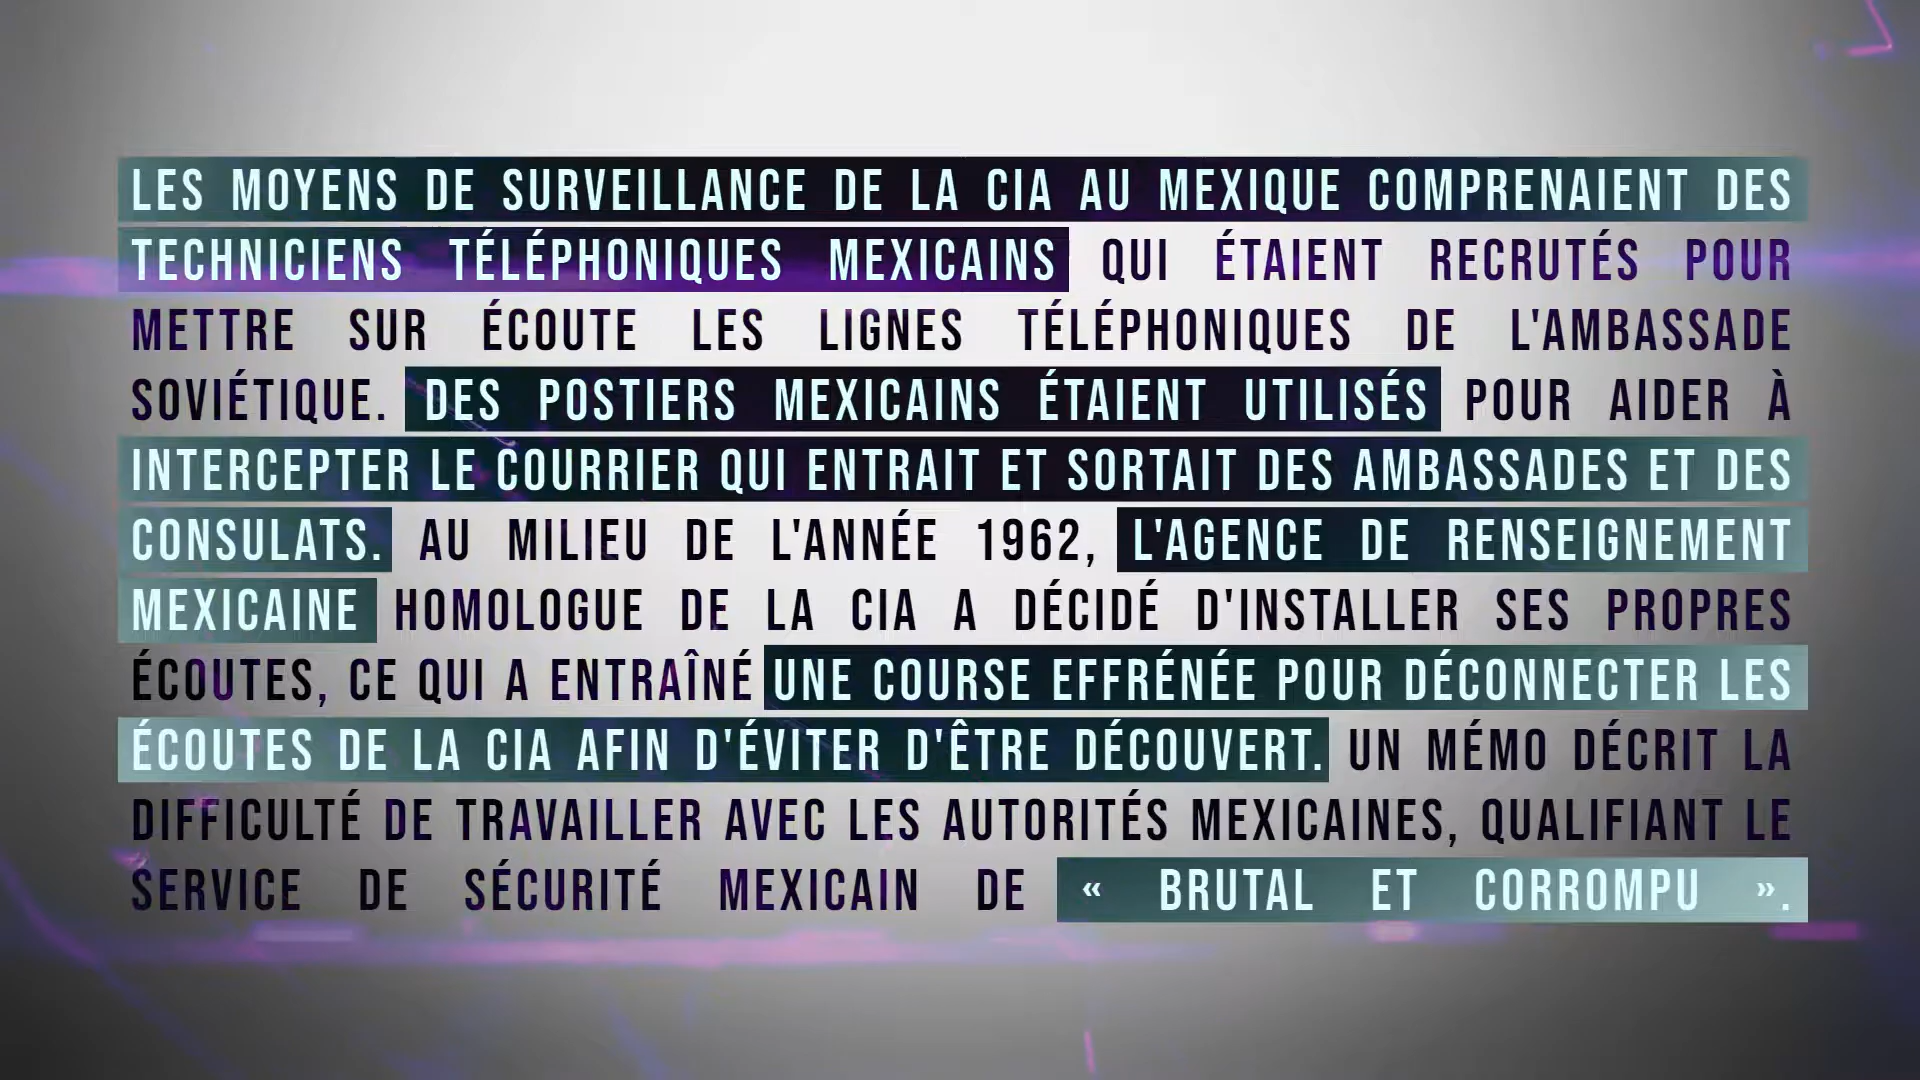 LES MOYENS DE SURVEILLANCE DE LA CIA AU MEXIQUE COMPRENAIENT DES
TECHNICIENS TÉLÉPHONIQUES MEXICAINS QUI ÉTAIENT RECRUTÉS POUR
METTRE SUR ÉCOUTE LES LIGNES TÉLÉPHONIQUES DE L'AMBASSADE
SOVIÉTIQUE. DES POSTIERS MEXICAINS ÉTAIENT UTILISÉS POUR AIDER À
INTERCEPTER LE COURRIER QUI ENTRAIT ET SORTAIT DES AMBASSADES ET DES
CONSULATS. AU MILIEU DE L'ANNÉE 1962, L'AGENCE DE RENSEIGNEMENT
MEXICAINE HOMOLOGUE DE LA CIA A DÉCIDÉ D'INSTALLER SES PROPRES
ÉCOUTES, CE QUI A ENTRAÎNÉ UNE COURSE EFFRÉNÉE POUR DÉCONNECTER LES
ÉCOUTES DE LA CIA AFIN D'ÉVITER D'ÊTRE DÉCOUVERT. UN MÉMO DÉCRIT LA
DIFFICULTÉ DE TRAVAILLER AVEC LES AUTORITÉS MEXICAINES, QUALIFIANT LE
SERVICE DE SÉCURITÉ MEXICAIN DE « BRUTAL ET CORROMPU ».